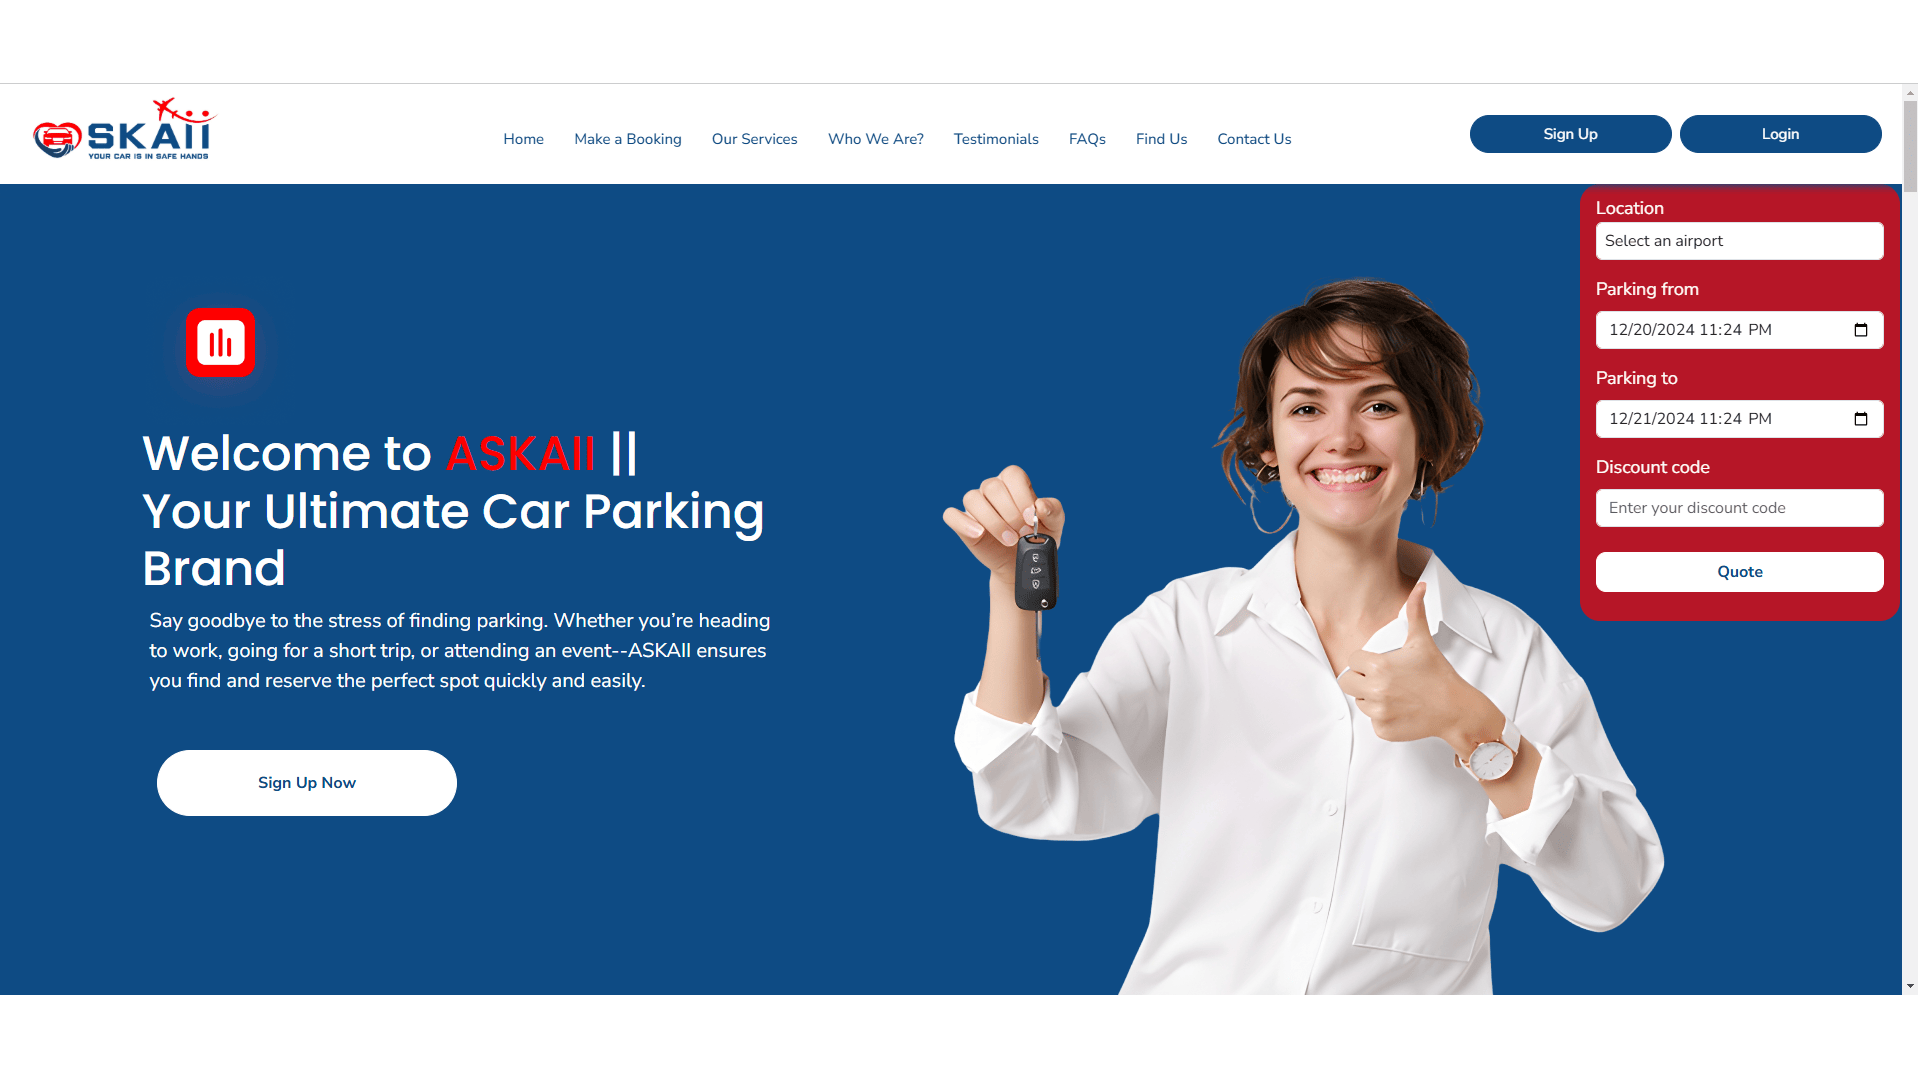 SKAII
YOUR CAR IS IN SAFE HANDS
Home Make a Booking Our Services Who We Are? Testimonials FAQs Find Us Contact Us
Sign Up Login
Location
Select an airport
Parking from
12/20/2024 11:24 PM
Parking to
12/21/2024 11:24 PM
Discount code
Enter your discount code
Quote
Welcome to ASKAII ||
Your Ultimate Car Parking
Brand
Say goodbye to the stress of finding parking. Whether you’re heading
to work, going for a short trip, or attending an event--ASKAII ensures
you find and reserve the perfect spot quickly and easily.
Sign Up Now